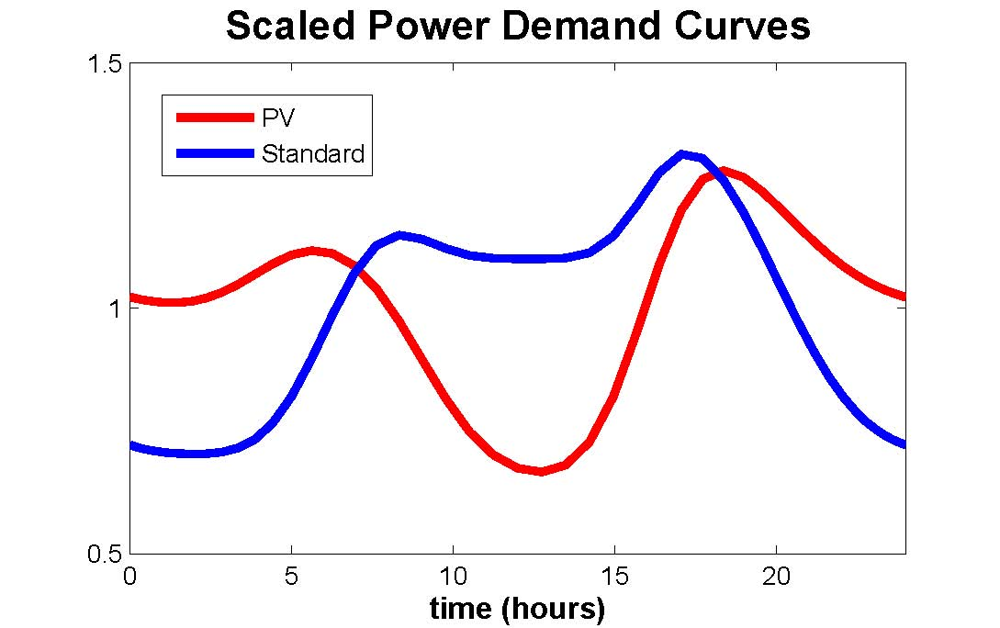 Scaled Power Demand Curves
1.5
PV
Standard
1
0.5
0 5 10 15 20
time (hours)